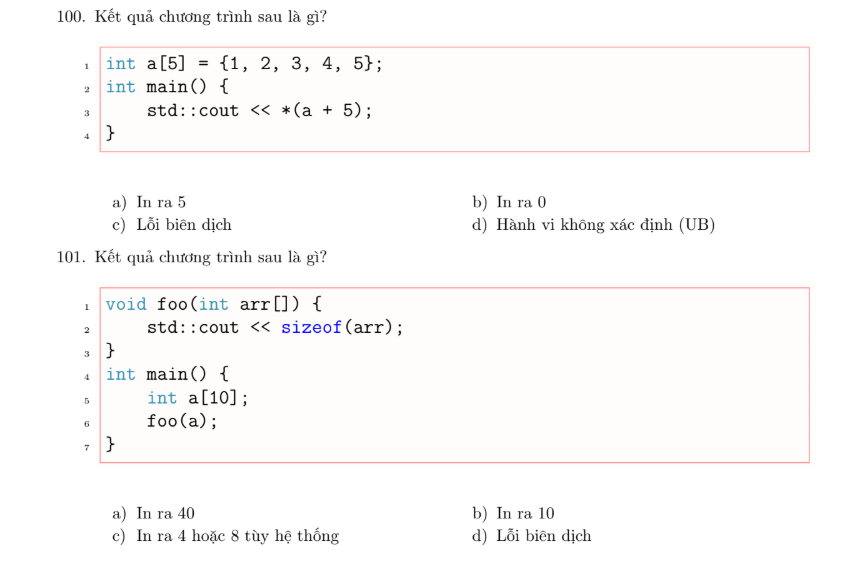 100. Kết quả chương trình sau là gì?
1 int a[5] = {1, 2, 3, 4, 5};
2 int main() {
3 std::cout << *(a + 5);
4 }
a) In ra 5 b) In ra 0
c) Lỗi biên dịch d) Hành vi không xác định (UB)
101. Kết quả chương trình sau là gì?
1 void foo(int arr[]) {
2 std::cout << sizeof(arr);
3 }
4 int main() {
5 int a[10];
6 foo(a);
7 }
a) In ra 40 b) In ra 10
c) In ra 4 hoặc 8 tùy hệ thống d) Lỗi biên dịch